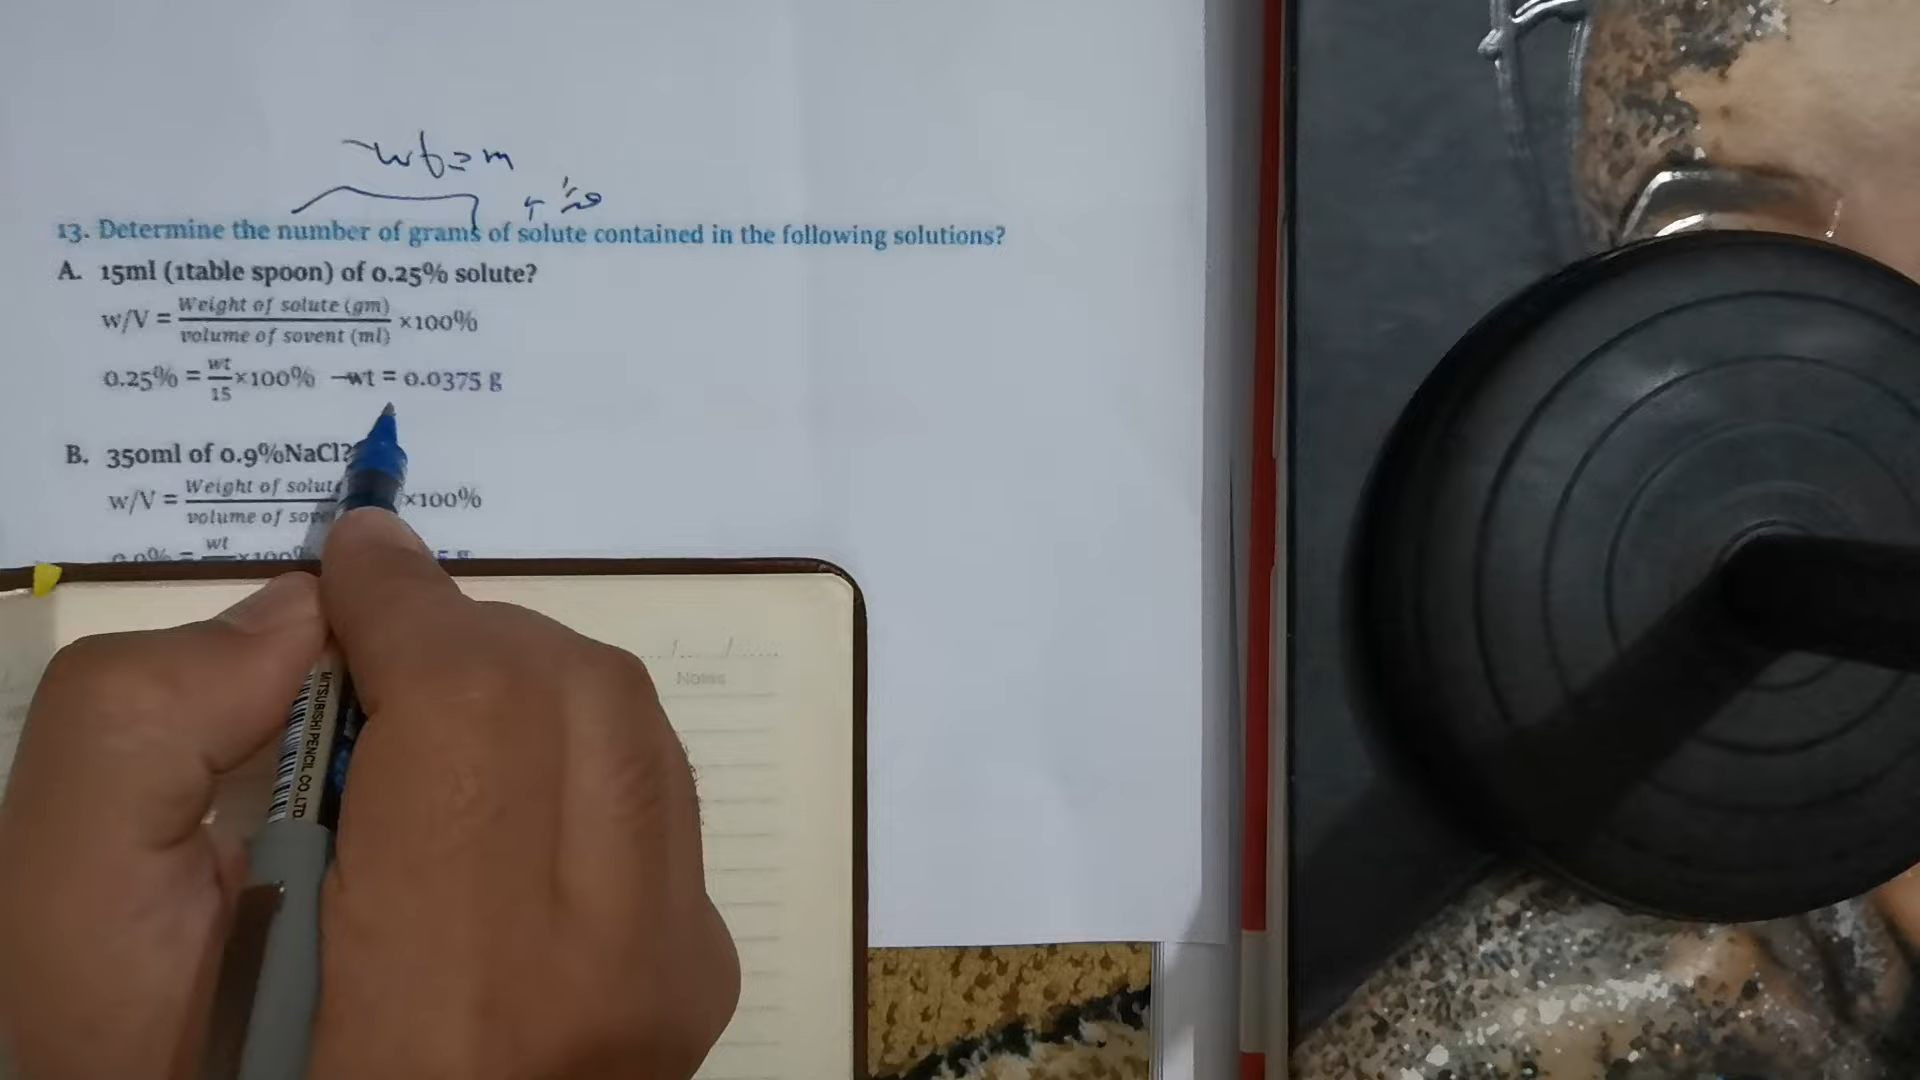 wt=m
13. Determine the number of grams of solute contained in the following solutions?
A. 15ml (1table spoon) of 0.25% solute?
w/V = Weight of solute (gm) / volume of sovent (ml) ×100%
0.25% = wt/15 ×100% →wt = 0.0375 g
B. 350ml of 0.9%NaCl?
w/V = Weight of solute / volume of ×100%
wt
MITSUBISHI PENCIL CO.,LTD
Notes